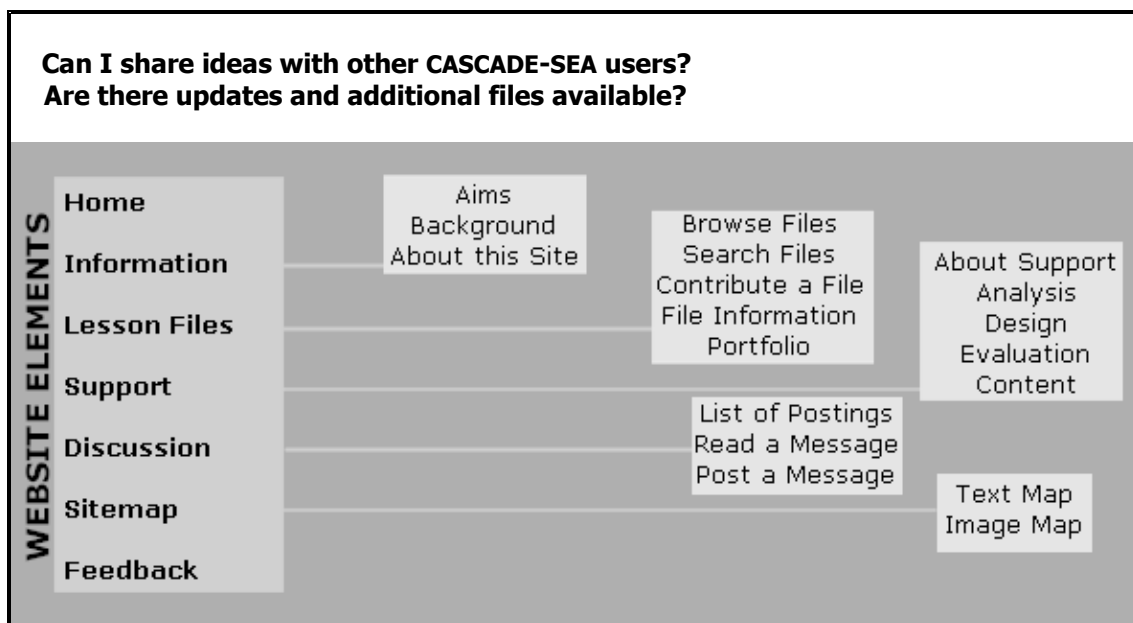 Can I share ideas with other CASCADE-SEA users?
Are there updates and additional files available?
WEBSITE ELEMENTS
Home
Information
Lesson Files
Support
Discussion
Sitemap
Feedback
Aims
Background
About this Site
Browse Files
Search Files
Contribute a File
File Information
Portfolio
About Support
Analysis
Design
Evaluation
Content
List of Postings
Read a Message
Post a Message
Text Map
Image Map